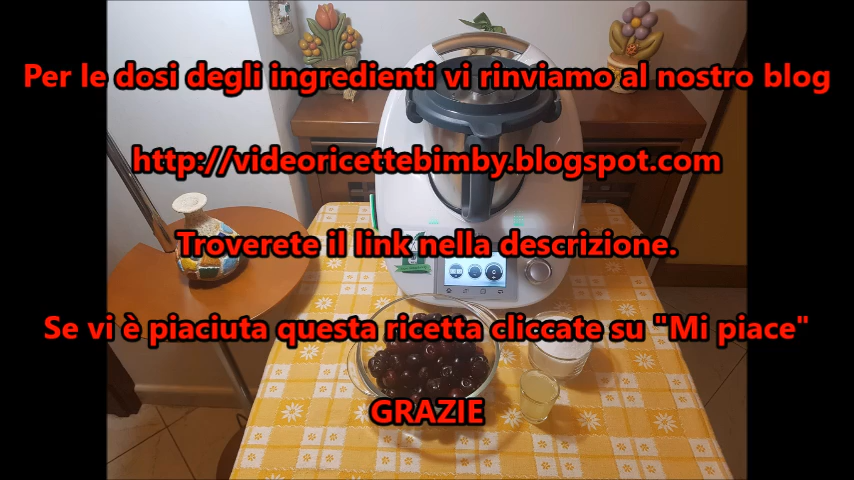 Per le dosi degli ingredienti vi rinviamo al nostro blog
http://videoricettebimby.blogspot.com
Troverete il link nella descrizione.
Se vi è piaciuta questa ricetta cliccate su "Mi piace"
GRAZIE